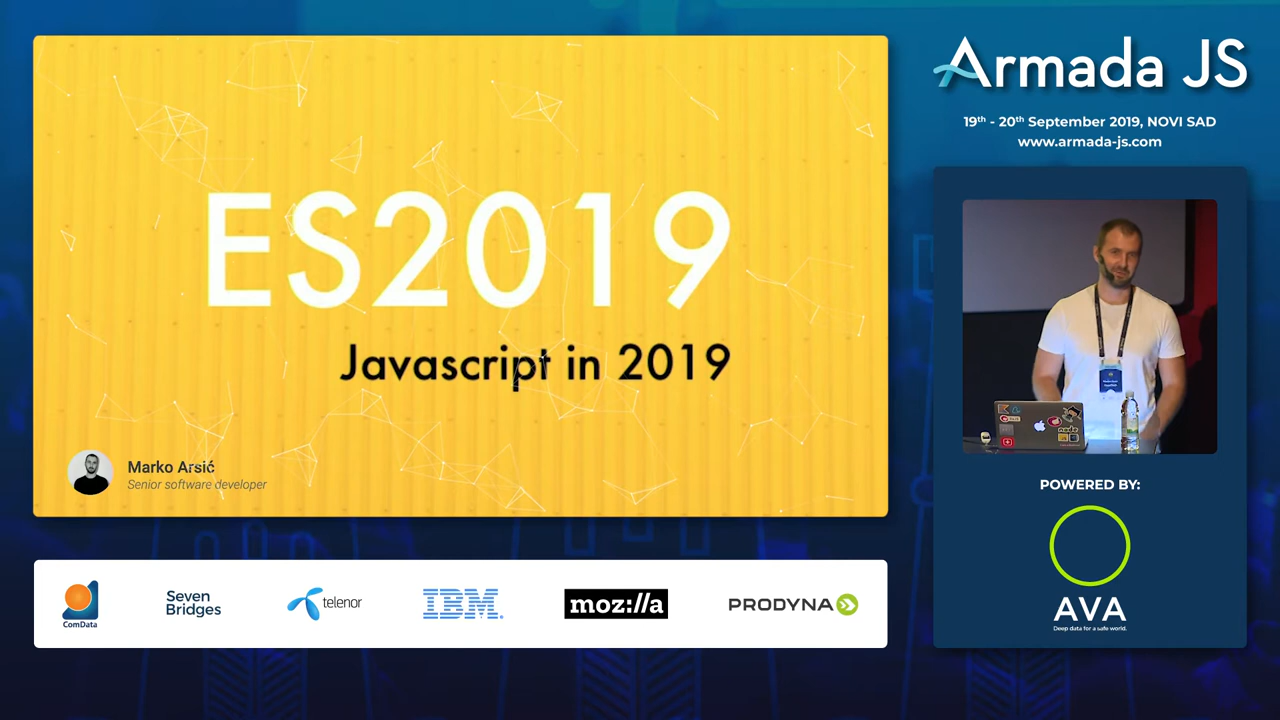 ES2019
Javascript in 2019
Marko Arsić
Senior software developer
Armada JS
19th - 20th September 2019, NOVI SAD
www.armada-js.com
POWERED BY:
AVA
Deep data for a safe world.
ComData
Seven
Bridges
telenor
IBM
moz://a
PRODYNA
node